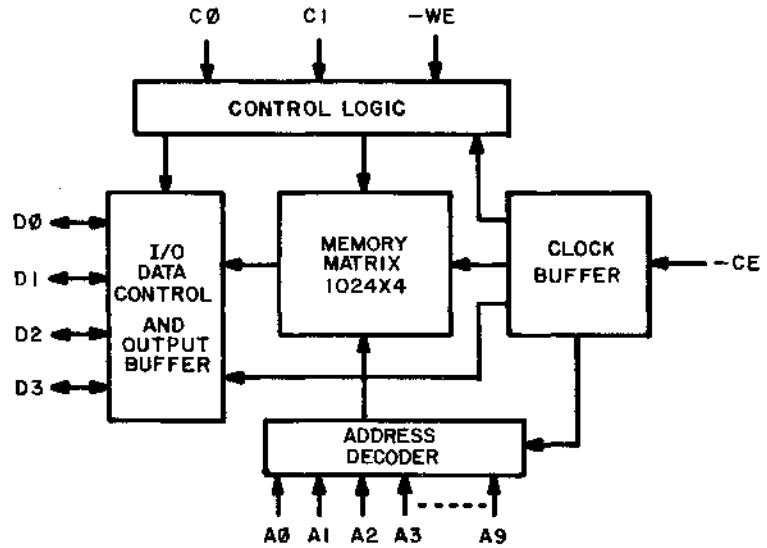 CØ C1 -WE
CONTROL LOGIC
DØ
D1
D2
D3
I/O
DATA
CONTROL
AND
OUTPUT
BUFFER
MEMORY
MATRIX
1024X4
CLOCK
BUFFER
-CE
ADDRESS
DECODER
AØ A1 A2 A3 A9